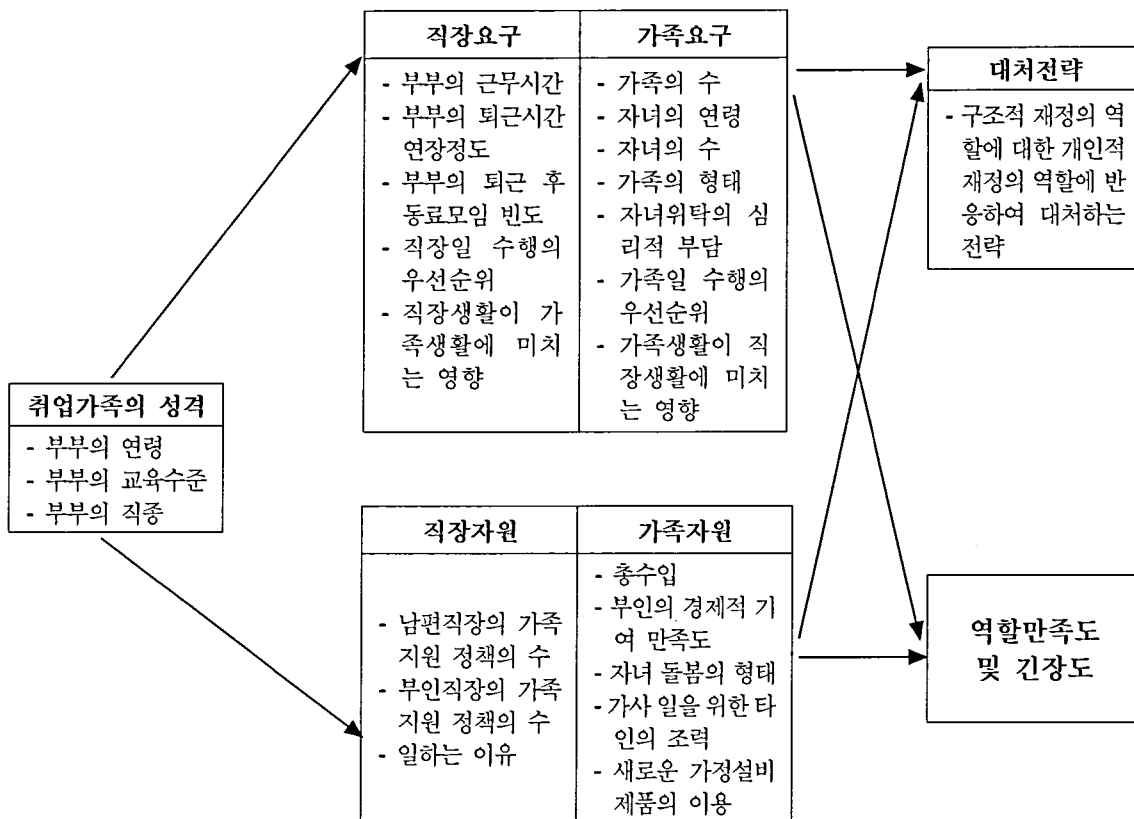 직장요구
- 부부의 근무시간
- 부부의 퇴근시간
연장정도
- 부부의 퇴근 후
동료모임 빈도
- 직장일 수행의
우선순위
- 직장생활이 가
족생활에 미치
는 영향
가족요구
- 가족의 수
- 자녀의 연령
- 자녀의 수
- 가족의 형태
- 자녀위탁의 심
리적 부담
- 가족일 수행의
우선순위
- 가족생활이 직
장생활에 미치
는 영향
대처전략
- 구조적 재정의 역
할에 대한 개인적
재정의 역할에 반
응하여 대처하는
전략
취업가족의 성격
- 부부의 연령
- 부부의 교육수준
- 부부의 직종
직장자원
- 남편직장의 가족
지원 정책의 수
- 부인직장의 가족
지원 정책의 수
- 일하는 이유
가족자원
- 총수입
- 부인의 경제적 기
여 만족도
- 자녀 돌봄의 형태
- 가사 일을 위한 타
인의 조력
- 새로운 가정설비
제품의 이용
역할만족도
및 긴장도